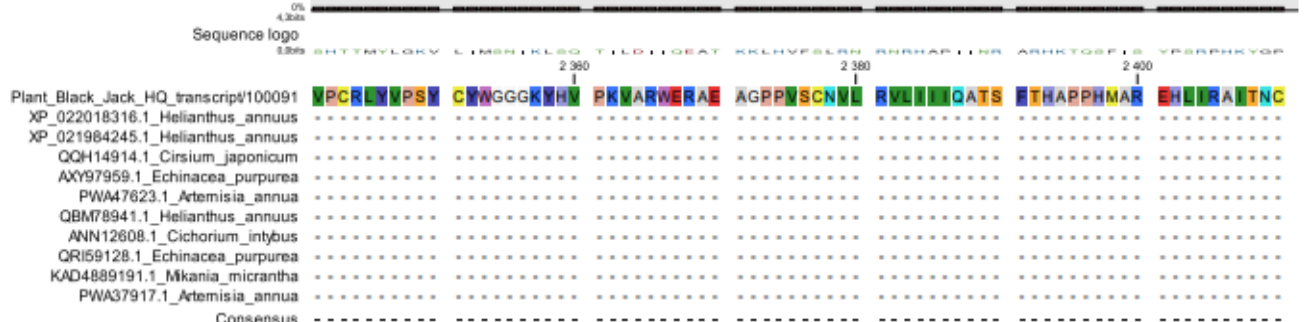 0%
4,3bits
Sequence logo
0,0bits
2 360 2 380 2 400
Plant_Black_Jack_HQ_transcript/100091 VPCRLYVPSY CYWGGGKYHV PKVARWERAE AGPPVSCNVL RVLIIIQATS FTHAPPHMAR EHLIRAITNC
XP_022018316.1_Helianthus_annuus ---------- ---------- ---------- ---------- ---------- ---------- ----------
XP_021984245.1_Helianthus_annuus ---------- ---------- ---------- ---------- ---------- ---------- ----------
QQH14914.1_Cirsium_japonicum ---------- ---------- ---------- ---------- ---------- ---------- ----------
AXY97959.1_Echinacea_purpurea ---------- ---------- ---------- ---------- ---------- ---------- ----------
PWA47623.1_Artemisia_annua ---------- ---------- ---------- ---------- ---------- ---------- ----------
QBM78941.1_Helianthus_annuus ---------- ---------- ---------- ---------- ---------- ---------- ----------
ANN12608.1_Cichorium_intybus ---------- ---------- ---------- ---------- ---------- ---------- ----------
QRI59128.1_Echinacea_purpurea ---------- ---------- ---------- ---------- ---------- ---------- ----------
KAD4889191.1_Mikania_micrantha ---------- ---------- ---------- ---------- ---------- ---------- ----------
PWA37917.1_Artemisia_annua ---------- ---------- ---------- ---------- ---------- ---------- ----------
Consensus ---------- ---------- ---------- ---------- ---------- ---------- ----------